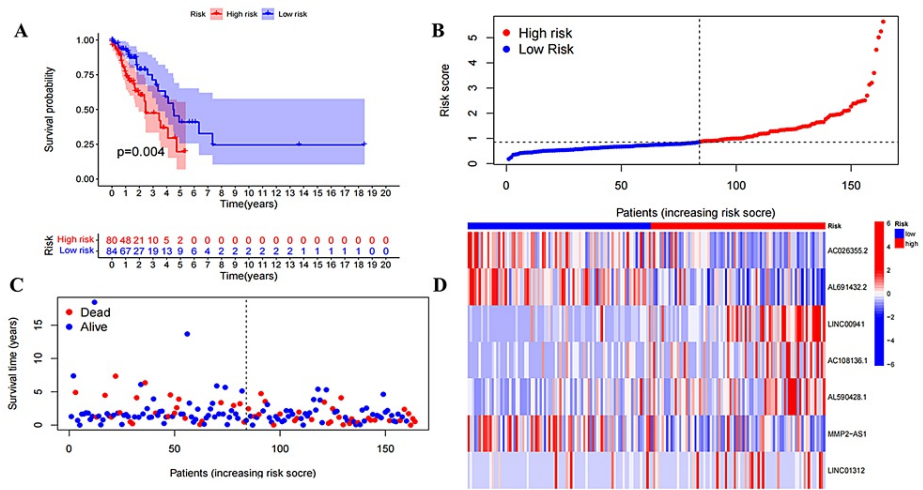 A
Risk High risk Low risk
Survival probability
1.00
0.75
0.50
0.25
0.00
p=0.004
0 1 2 3 4 5 6 7 8 9 10 11 12 13 14 15 16 17 18 19 20
Time(years)
Risk
High risk 80 48 21 10 5 2 0 0 0 0 0 0 0 0 0 0 0 0 0 0 0
Low risk 84 67 27 19 13 9 6 4 2 2 2 2 2 2 1 1 1 1 1 0 0
0 1 2 3 4 5 6 7 8 9 10 11 12 13 14 15 16 17 18 19 20
Time(years)
B
High risk
Low Risk
Risk score
5
4
3
2
1
0
0 50 100 150
Patients (increasing risk socre)
C
Dead
Alive
Survival time (years)
15
10
5
0
0 50 100 150
Patients (increasing risk socre)
D
Risk
AC026355.2
AL691432.2
LINC00941
AC108136.1
AL590428.1
MMP2-AS1
LINC01312
6
4
2
0
−2
−4
−6
Risk
low
high